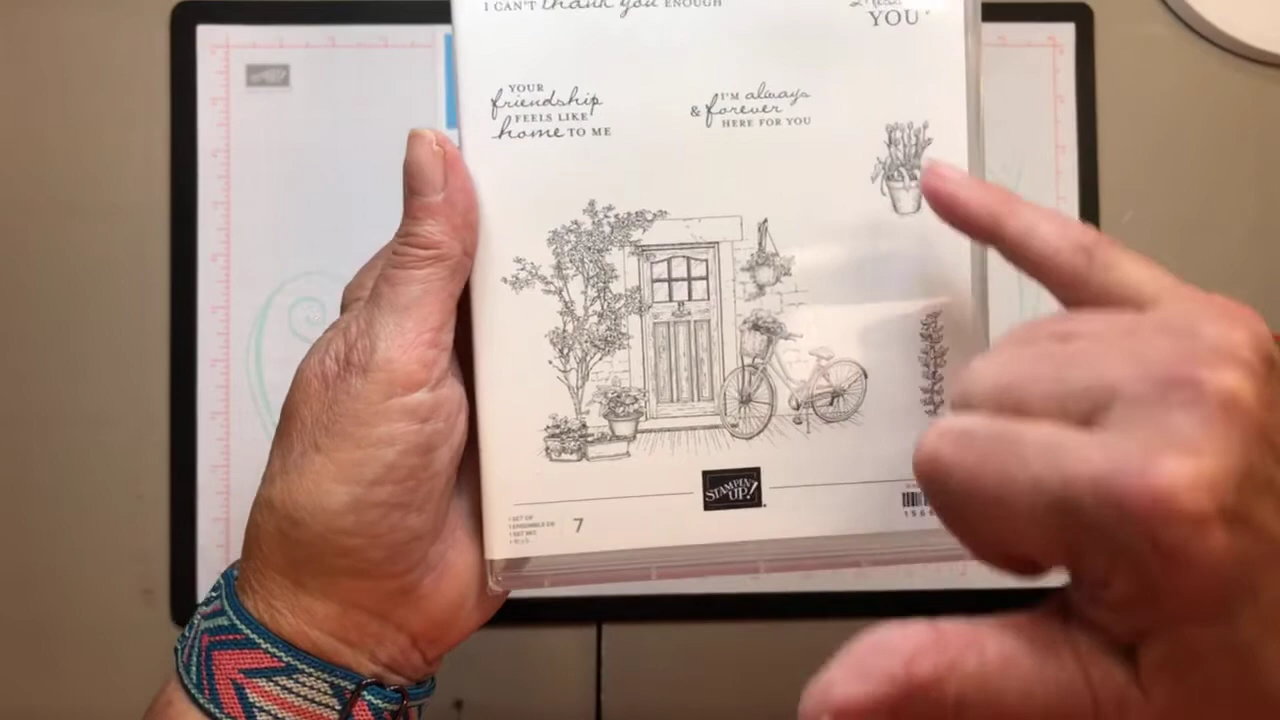 I CAN'T thank you ENOUGH
YOU
YOUR
friendship
FEELS LIKE
home TO ME
I'M always
& forever
HERE FOR YOU
STAMPIN'
UP!
7